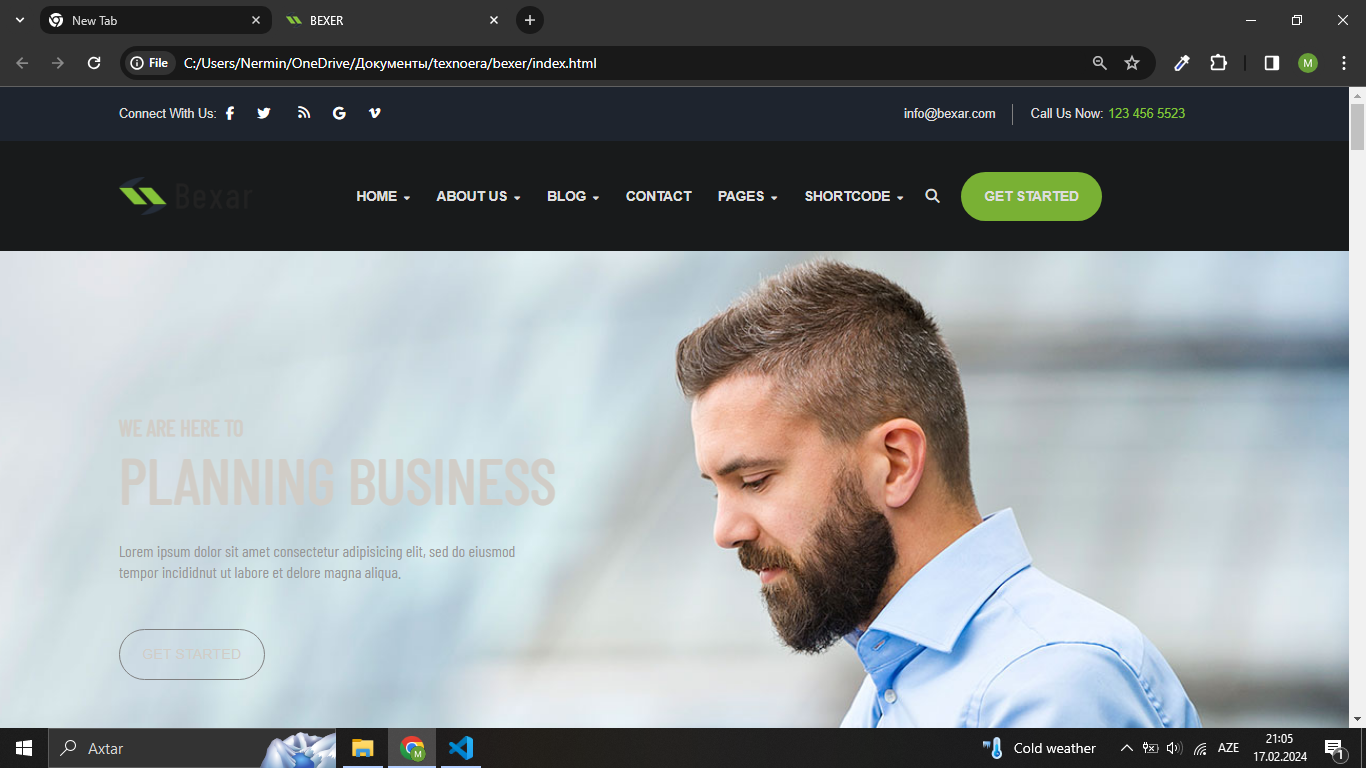 New Tab
BEXER
File
C:/Users/Nermin/OneDrive/Документы/texnoera/bexer/index.html
M
Connect With Us:
info@bexar.com
Call Us Now: 123 456 5523
Bexar
HOME
ABOUT US
BLOG
CONTACT
PAGES
SHORTCODE
GET STARTED
WE ARE HERE TO
PLANNING BUSINESS
Lorem ipsum dolor sit amet consectetur adipisicing elit, sed do eiusmod
tempor incididnut ut labore et delore magna aliqua.
GET STARTED
Axtar
M
Cold weather
AZE
21:05
17.02.2024
1